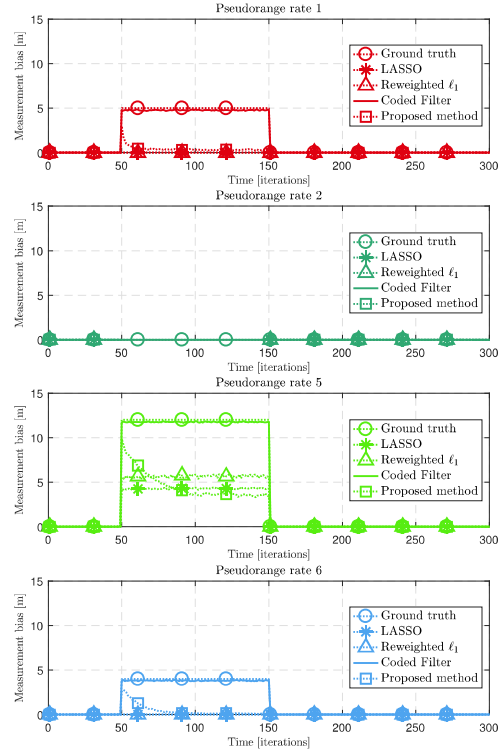 Pseudorange rate 1
15
10
5
0
Measurement bias [m]
Ground truth
LASSO
Reweighted ℓ₁
Coded Filter
Proposed method
0 50 100 150 200 250 300
Time [iterations]
Pseudorange rate 2
15
10
5
0
Measurement bias [m]
Ground truth
LASSO
Reweighted ℓ₁
Coded Filter
Proposed method
0 50 100 150 200 250 300
Time [iterations]
Pseudorange rate 5
15
10
5
0
Measurement bias [m]
Ground truth
LASSO
Reweighted ℓ₁
Coded Filter
Proposed method
0 50 100 150 200 250 300
Time [iterations]
Pseudorange rate 6
15
10
5
0
Measurement bias [m]
Ground truth
LASSO
Reweighted ℓ₁
Coded Filter
Proposed method
0 50 100 150 200 250 300
Time [iterations]